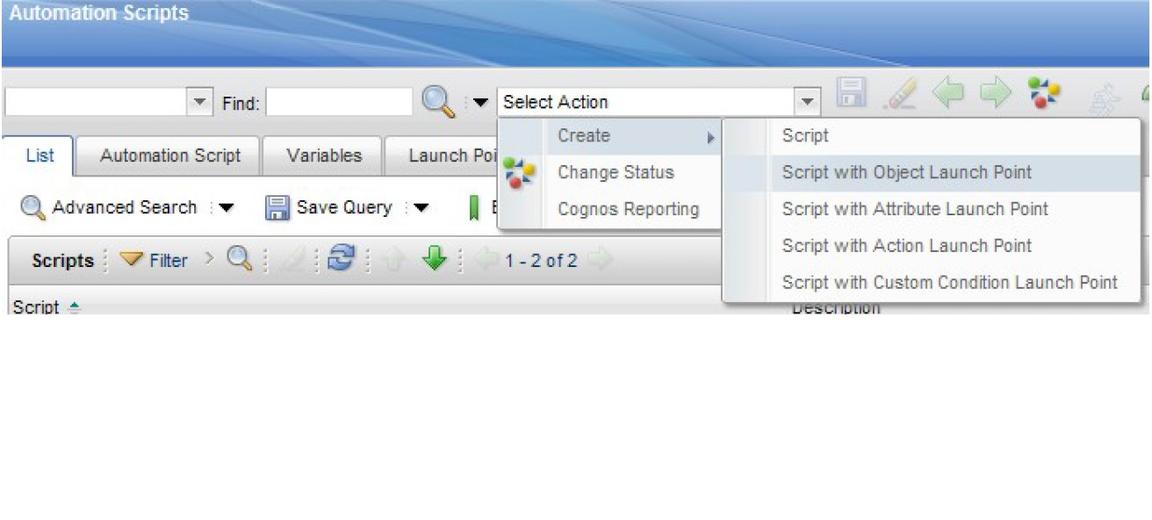 Automation Scripts
Find:
Select Action
Create
Script
List
Automation Script
Variables
Launch Poi
Change Status
Script with Object Launch Point
Advanced Search
Save Query
Cognos Reporting
Script with Attribute Launch Point
Script with Action Launch Point
Scripts
Filter
1 - 2 of 2
Script with Custom Condition Launch Point
Script
Description